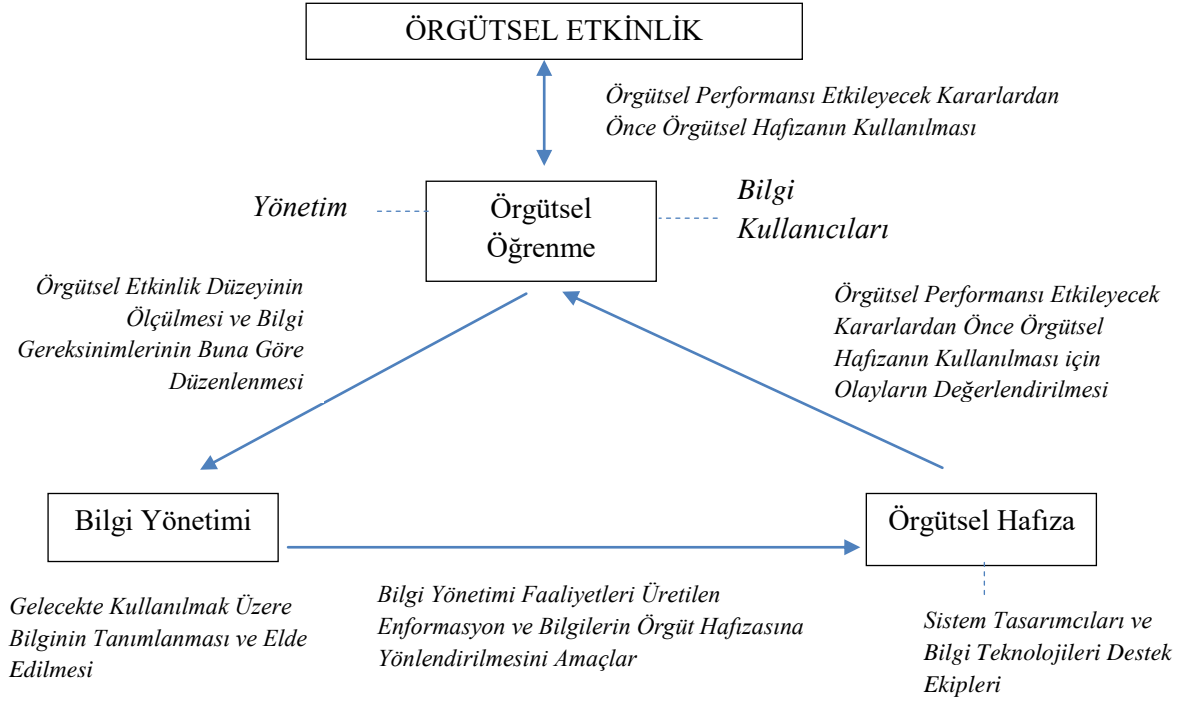 ÖRGÜTSEL ETKİNLİK
Örgütsel Performansı Etkileyecek Kararlardan
Önce Örgütsel Hafızanın Kullanılması
Yönetim
Örgütsel
Öğrenme
Bilgi
Kullanıcıları
Örgütsel Etkinlik Düzeyinin
Ölçülmesi ve Bilgi
Gereksinimlerinin Buna Göre
Düzenlenmesi
Örgütsel Performansı Etkileyecek
Kararlardan Önce Örgütsel
Hafızanın Kullanılması için
Olayların Değerlendirilmesi
Bilgi Yönetimi
Örgütsel Hafıza
Gelecekte Kullanılmak Üzere
Bilginin Tanımlanması ve Elde
Edilmesi
Bilgi Yönetimi Faaliyetleri Üretilen
Enformasyon ve Bilgilerin Örgüt Hafızasına
Yönlendirilmesini Amaçlar
Sistem Tasarımcıları ve
Bilgi Teknolojileri Destek
Ekipleri